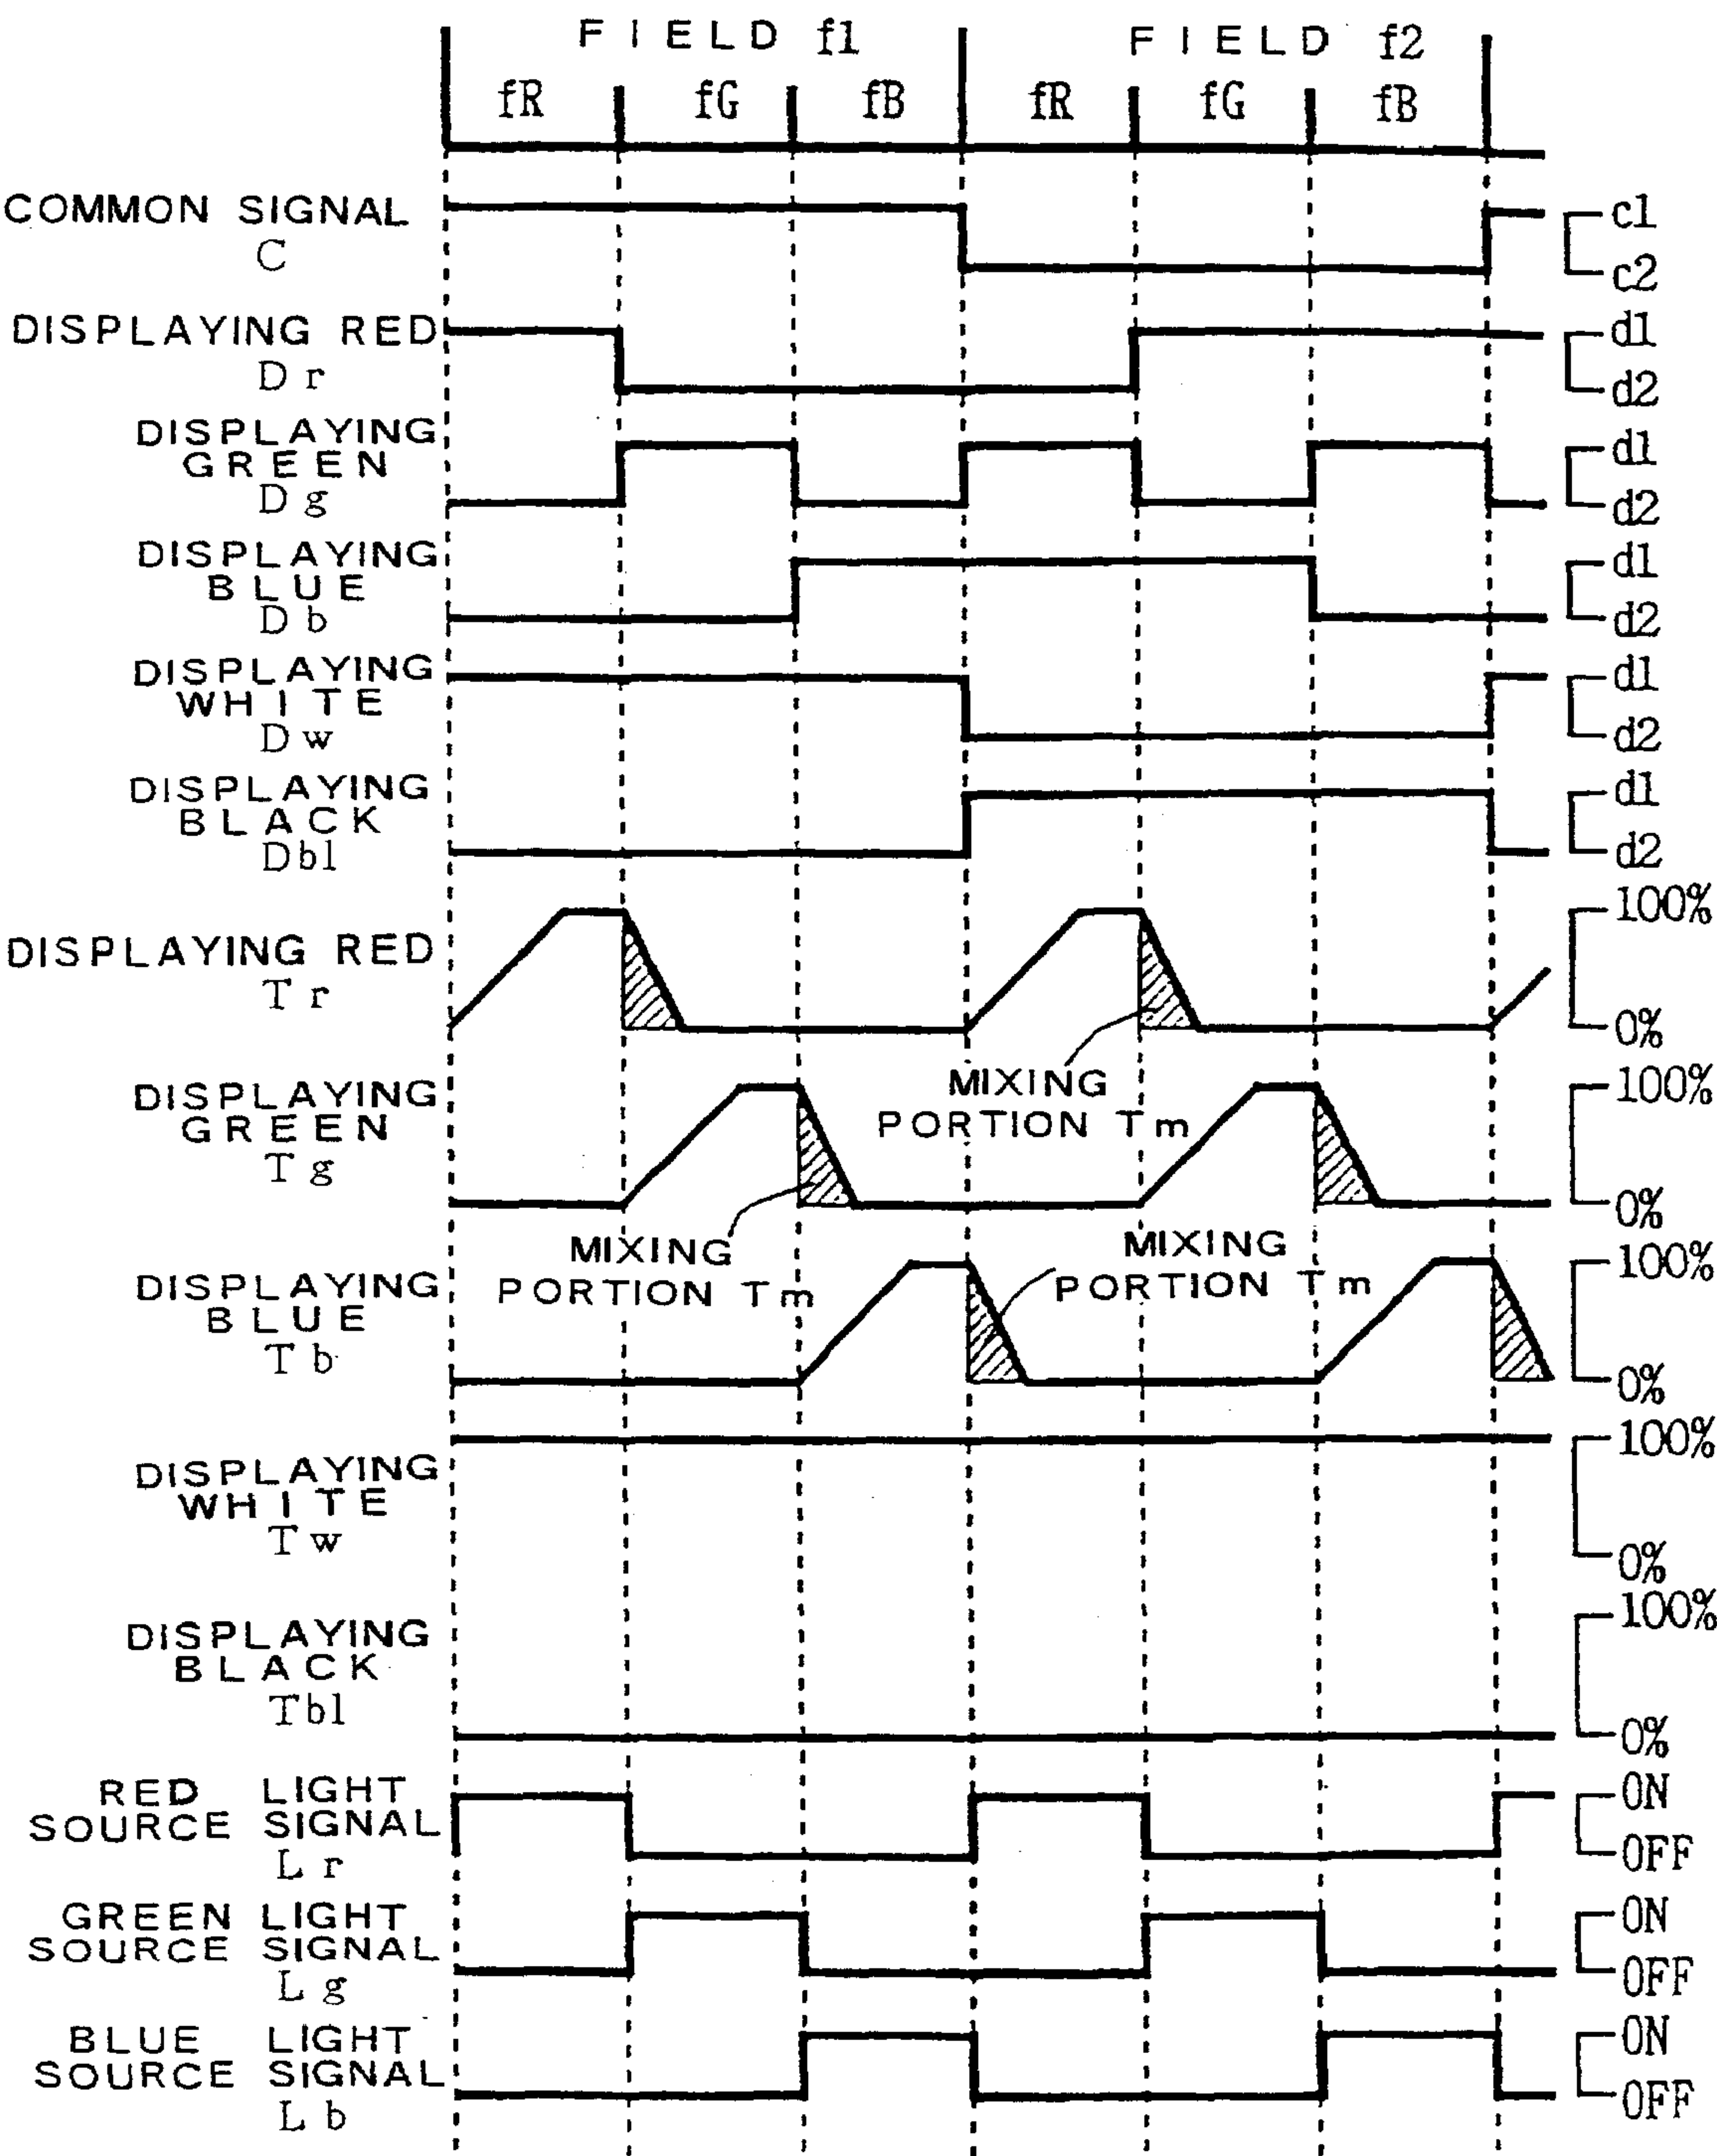 FIELD f1
FIELD f2
fR fG fB fR fG fB
COMMON SIGNAL
C
c1
c2
DISPLAYING RED
Dr
d1
d2
DISPLAYING
GREEN
Dg
d1
d2
DISPLAYING
BLUE
Db
d1
d2
DISPLAYING
WHITE
Dw
d1
d2
DISPLAYING
BLACK
Dbl
d1
d2
DISPLAYING RED
Tr
100%
0%
MIXING
PORTION Tm
DISPLAYING
GREEN
Tg
100%
0%
MIXING
PORTION Tm
MIXING
PORTION Tm
DISPLAYING
BLUE
Tb
100%
0%
DISPLAYING
WHITE
Tw
100%
0%
DISPLAYING
BLACK
Tbl
100%
0%
RED LIGHT
SOURCE SIGNAL
Lr
ON
OFF
GREEN LIGHT
SOURCE SIGNAL
Lg
ON
OFF
BLUE LIGHT
SOURCE SIGNAL
Lb
ON
OFF